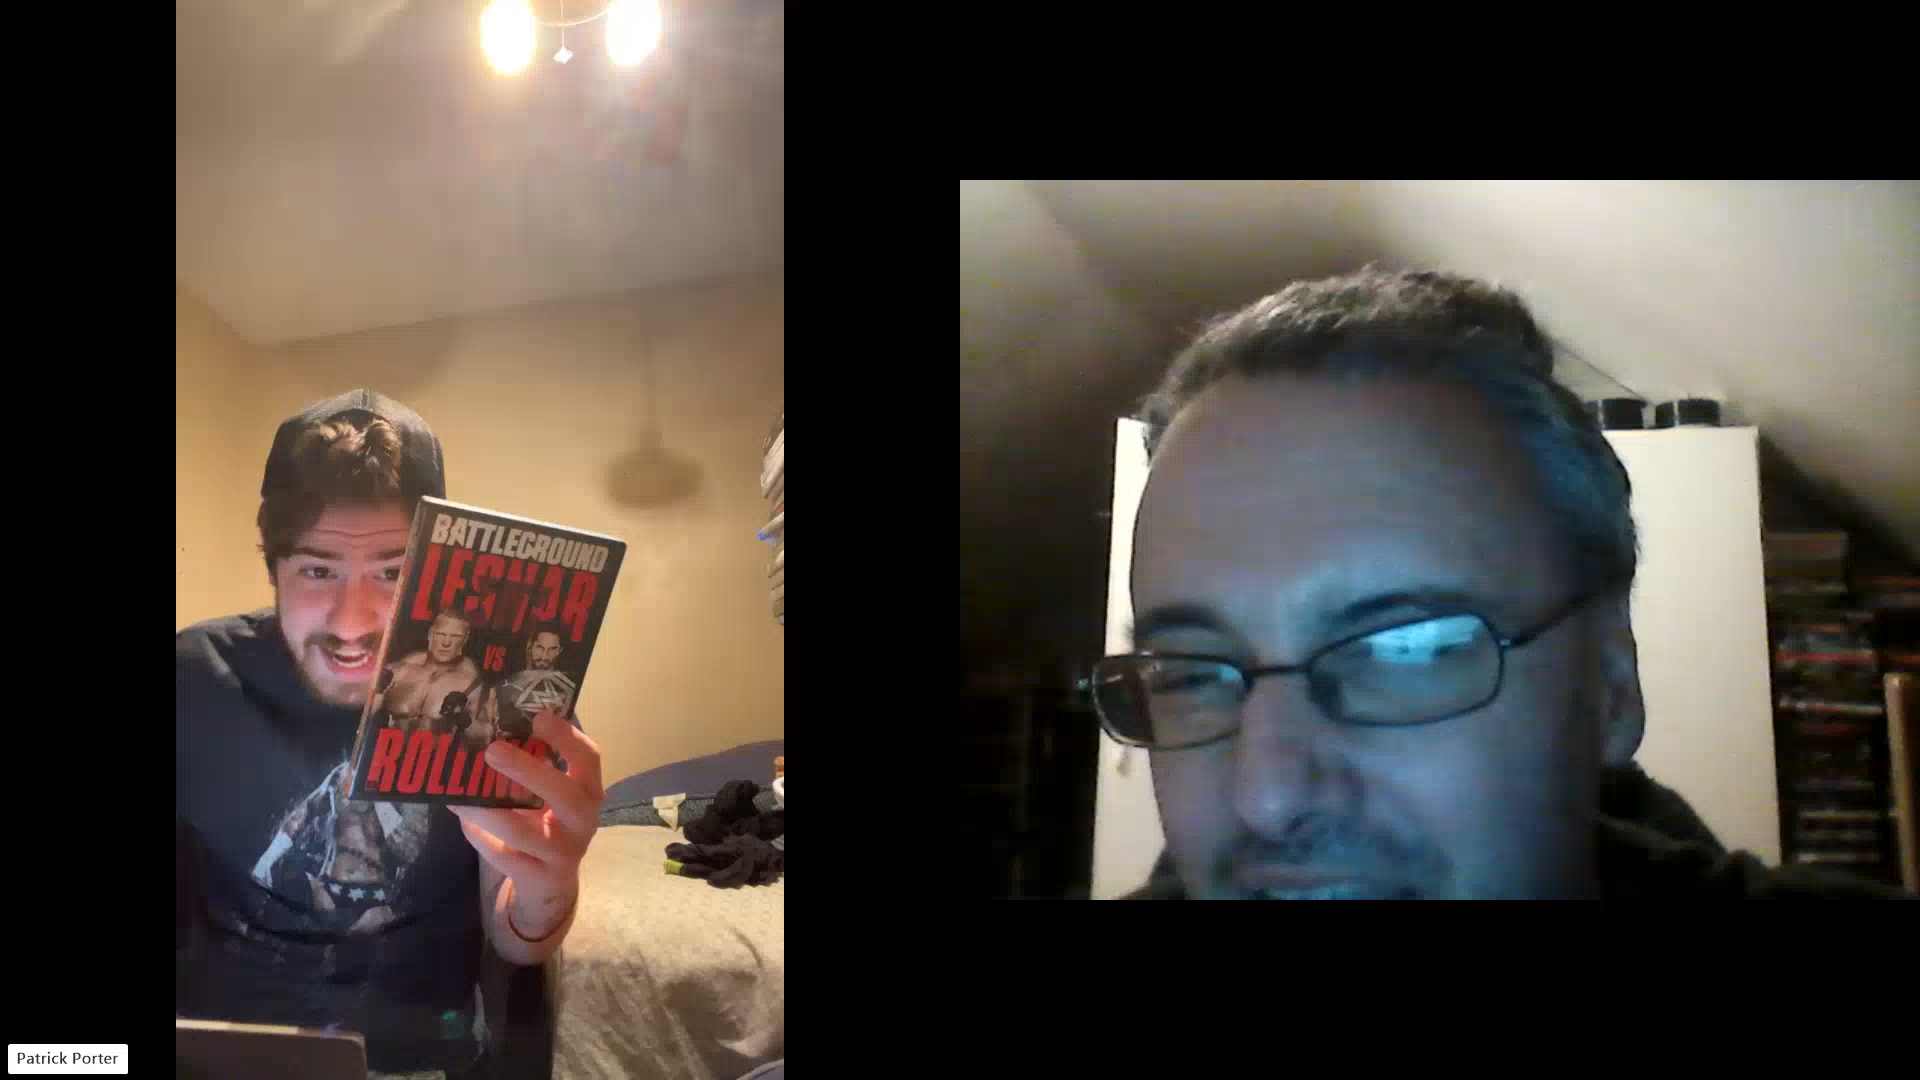 BATTLEGROUND
LESNAR
VS
ROLLINS
Patrick Porter